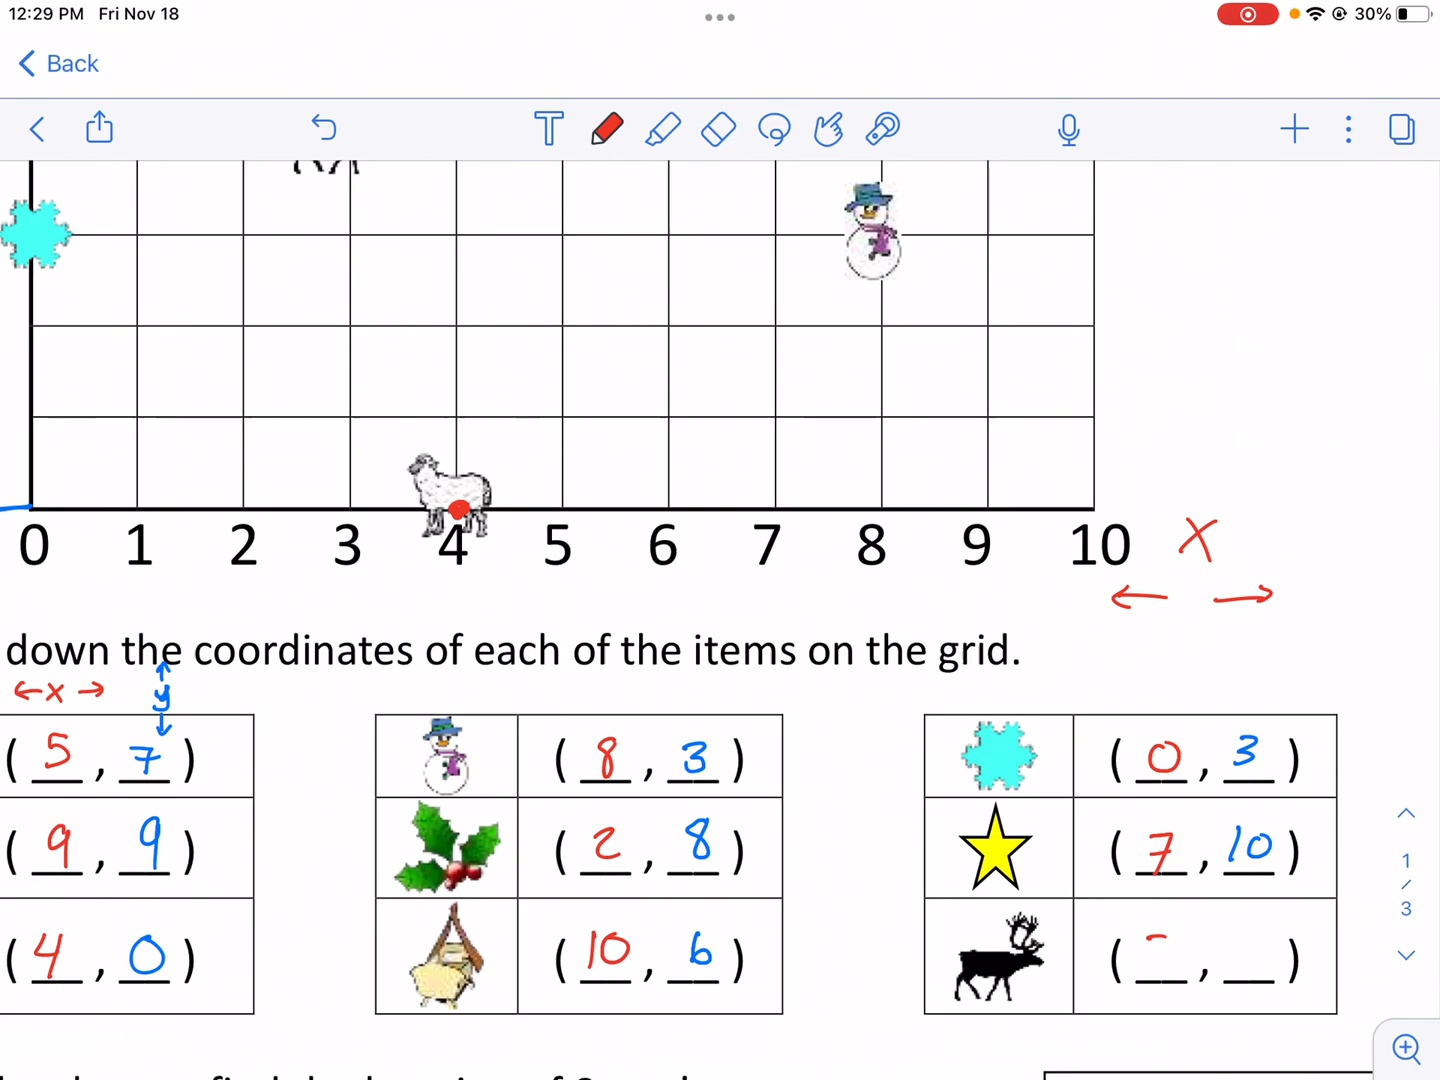 12:29 PM Fri Nov 18 30%
Back
T
0 1 2 3 4 5 6 7 8 9 10 X
down the coordinates of each of the items on the grid.
x y
( 5 , 7 ) ( 8 , 3 ) ( 0 , 3 )
( 9 , 9 ) ( 2 , 8 ) ( 7 , 10 )
1
/
3
( 4 , 0 ) ( 10 , 6 ) ( __ , __ )